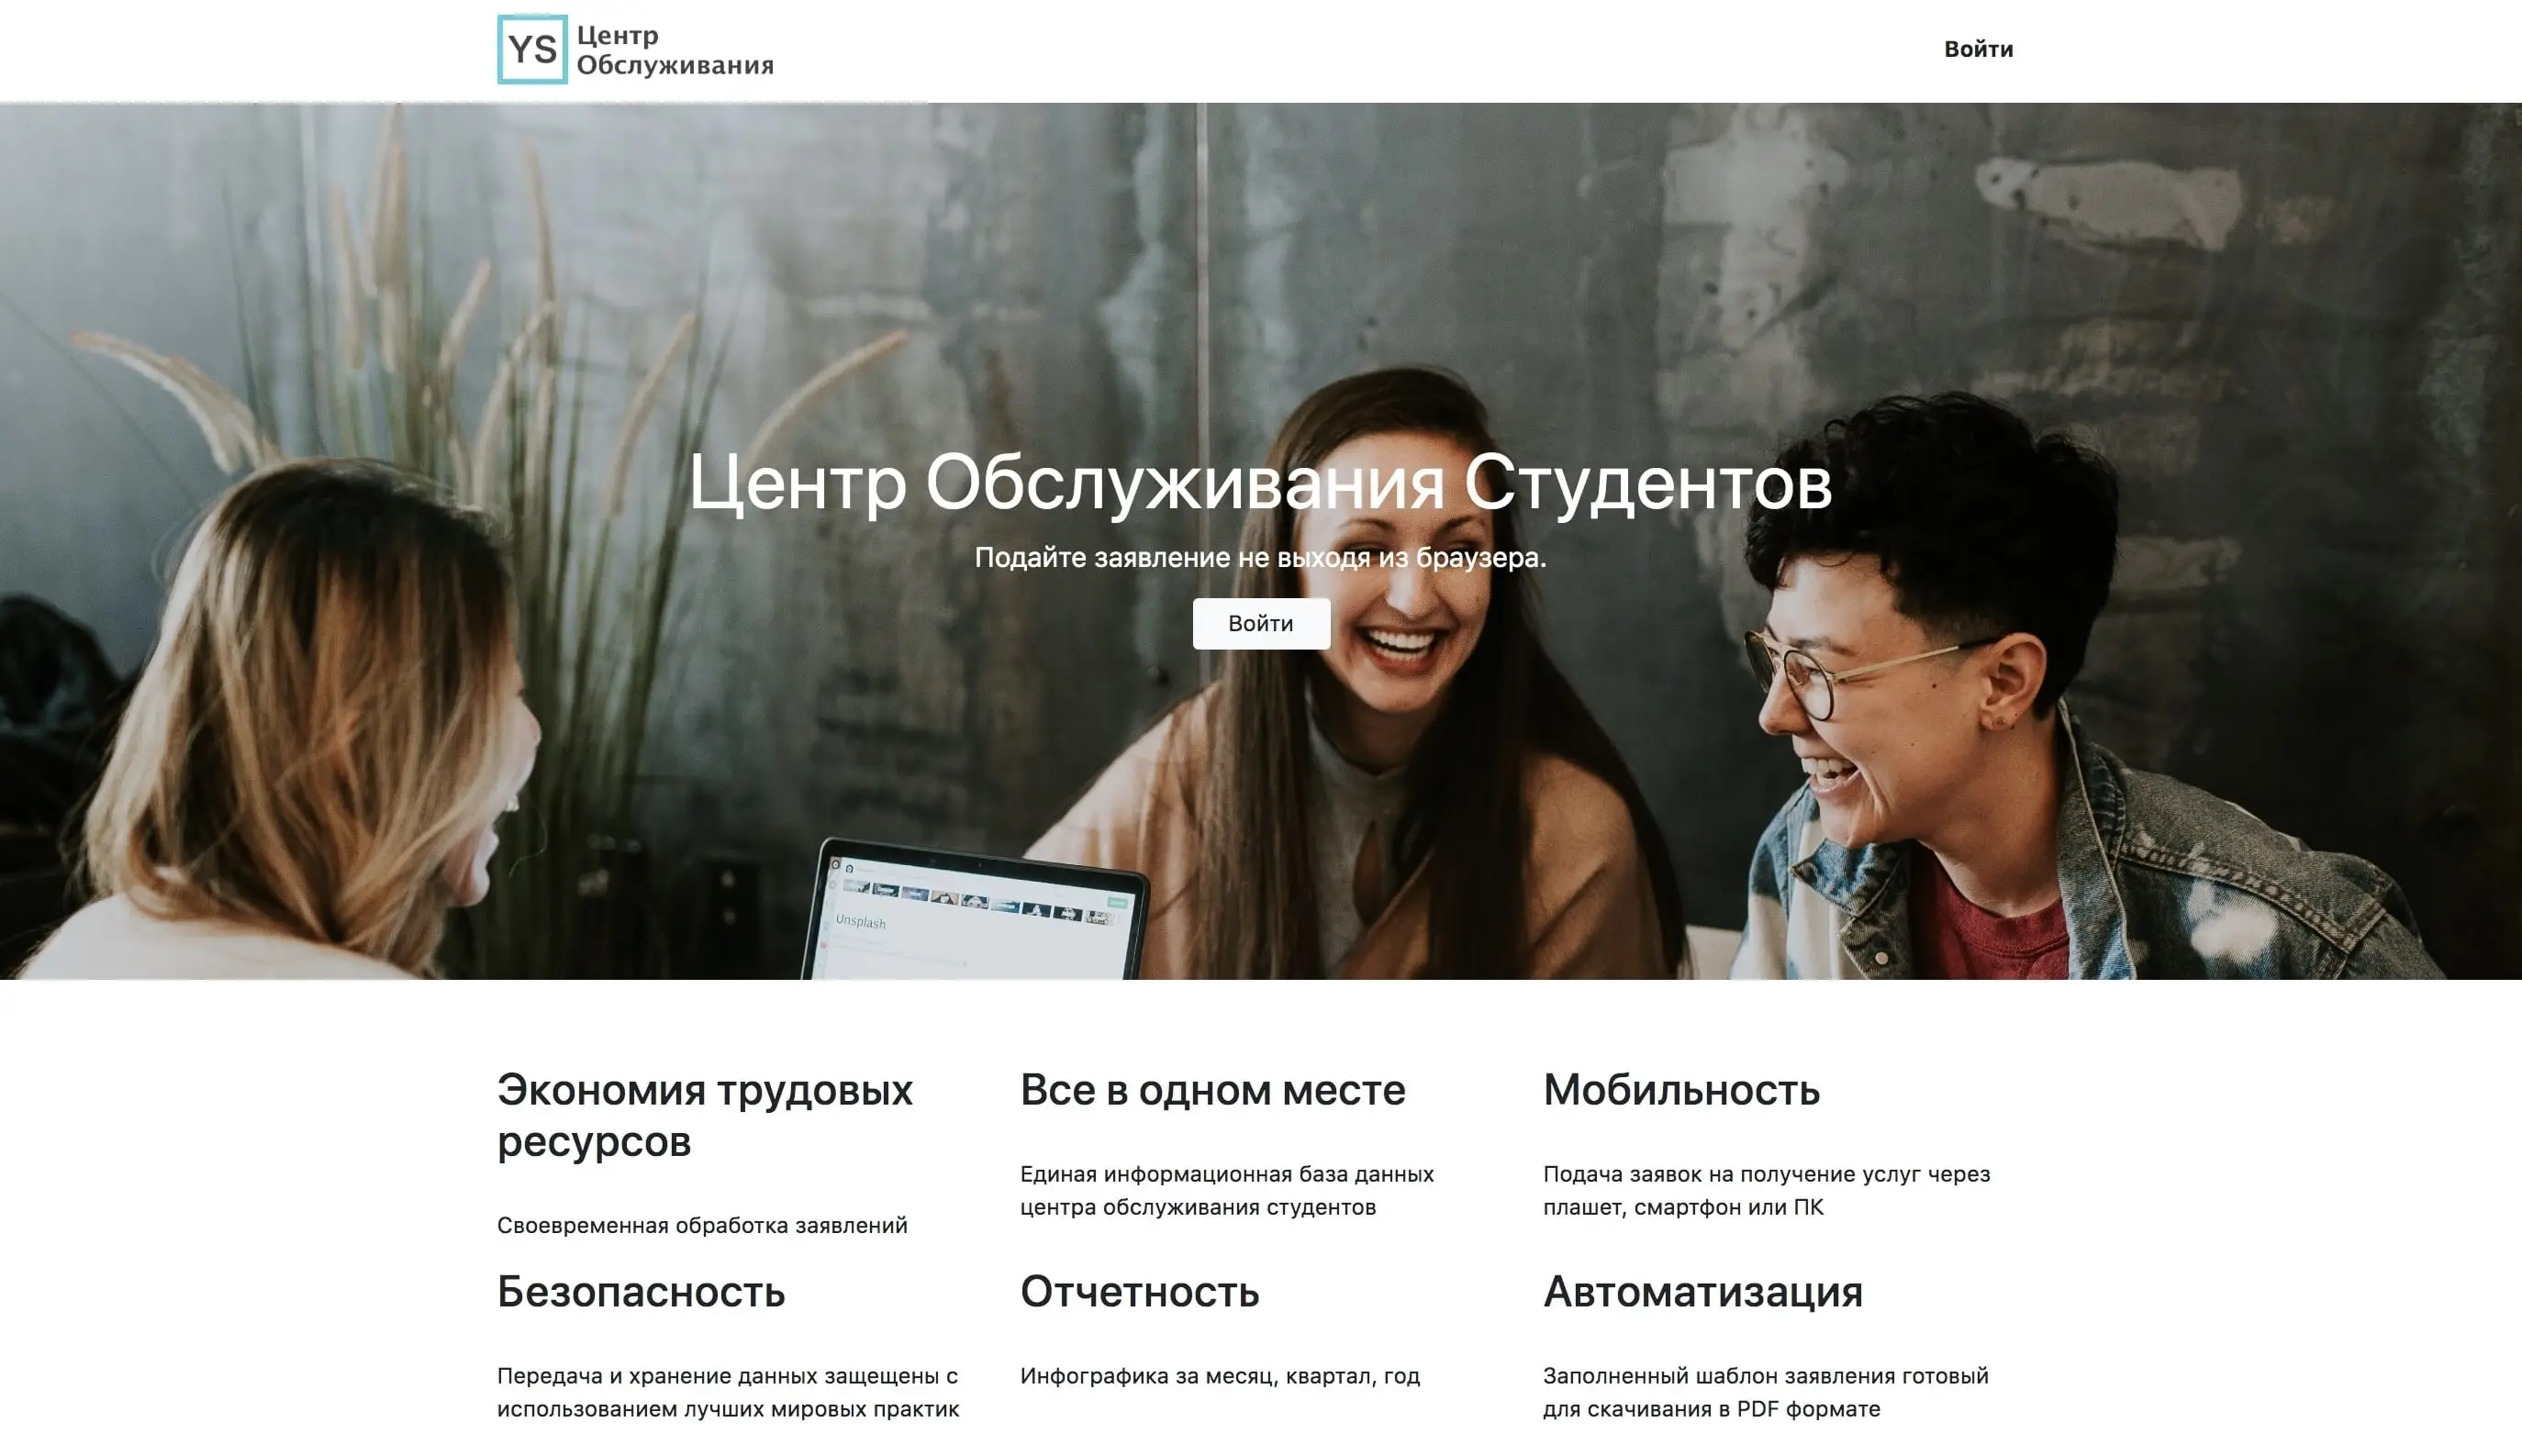 YS Центр
Обслуживания
Войти
Центр Обслуживания Студентов
Подайте заявление не выходя из браузера.
Войти
Unsplash
Экономия трудовых
ресурсов
Своевременная обработка заявлений
Все в одном месте
Единая информационная база данных
центра обслуживания студентов
Мобильность
Подача заявок на получение услуг через
плашет, смартфон или ПК
Безопасность
Передача и хранение данных защещены с
использованием лучших мировых практик
Отчетность
Инфографика за месяц, квартал, год
Автоматизация
Заполненный шаблон заявления готовый
для скачивания в PDF формате